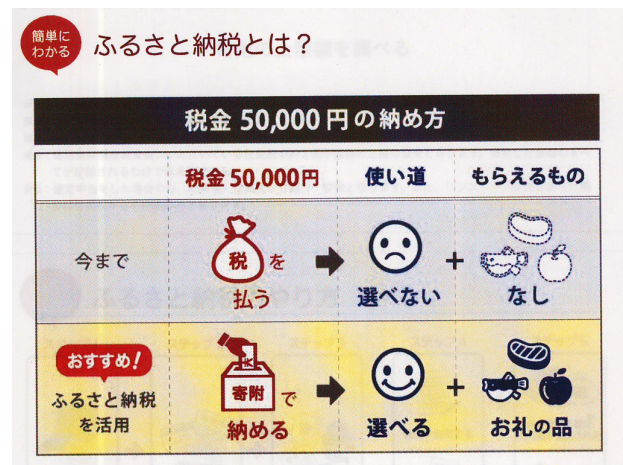 簡単に
わかる
ふるさと納税とは？
税金 50,000 円の納め方
税金 50,000円
使い道
もらえるもの
今まで
税 を
払う
選べない
+
なし
おすすめ!
ふるさと納税
を活用
寄附 で
納める
選べる
+
お礼の品